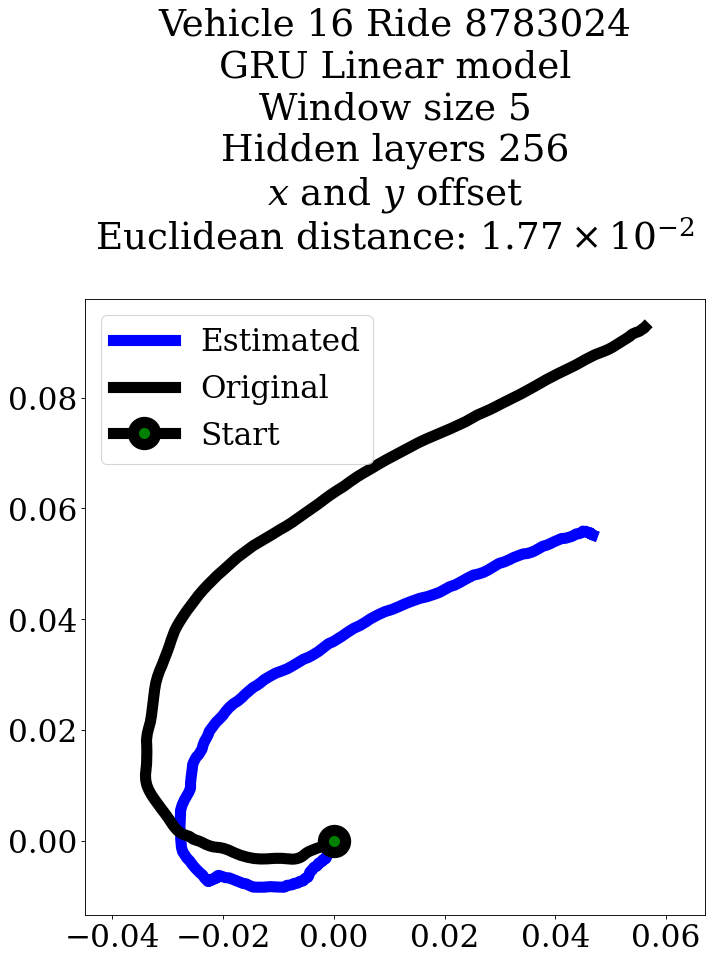 Vehicle 16 Ride 8783024
GRU Linear model
Window size 5
Hidden layers 256
x and y offset
Euclidean distance: 1.77 × 10⁻²
Estimated
Original
Start
0.08
0.06
0.04
0.02
0.00
−0.04 −0.02 0.00 0.02 0.04 0.06